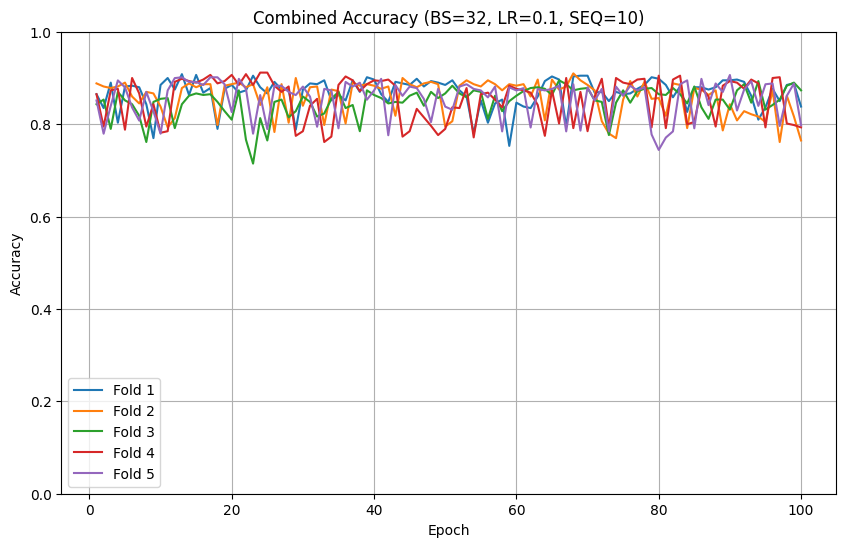 Combined Accuracy (BS=32, LR=0.1, SEQ=10)
Accuracy
1.0
0.8
0.6
0.4
0.2
0.0
Fold 1
Fold 2
Fold 3
Fold 4
Fold 5
0 20 40 60 80 100
Epoch